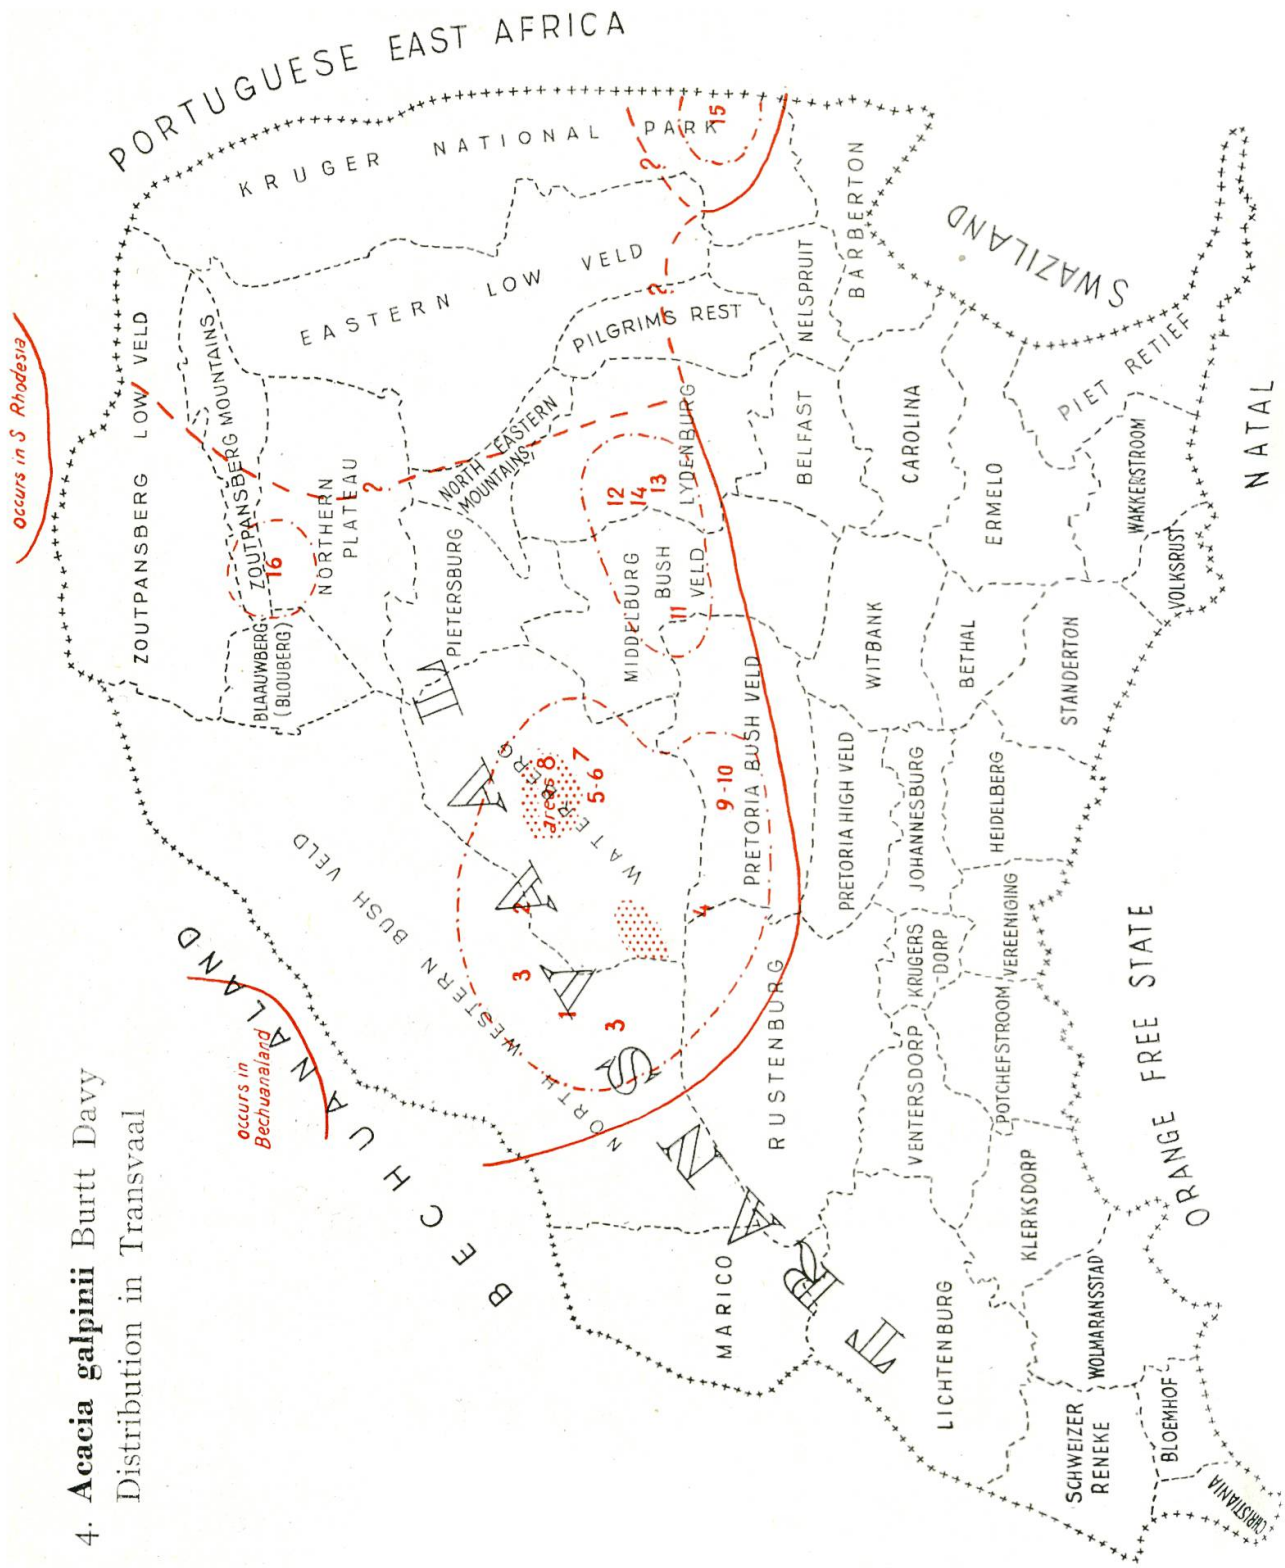 4. Acacia galpinii Burtt Davy
Distribution in Transvaal
occurs in S Rhodesia
occurs in
Bechuanaland
PORTUGUESE EAST AFRICA
BECHUANALAND
SWAZILAND
NATAL
ORANGE FREE STATE
TRANSVAAL
KRUGER NATIONAL PARK
ZOUTPANSBERG LOW VELD
ZOUTPANSBERG MOUNTAINS
BLAAUWBERG
(BLOUBERG)
NORTHERN
PLATEAU
EASTERN LOW VELD
NORTH EASTERN
MOUNTAINS
PILGRIMS REST
PIETERSBURG
NORTH WESTERN BUSH VELD
WATERBERG
areas 8
MIDDELBURG
BUSH
VELD
LYDENBURG
NELSPRUIT
BARBERTON
BELFAST
CAROLINA
ERMELO
PIET RETIEF
WAKKERSTROOM
VOLKSRUST
PRETORIA BUSH VELD
PRETORIA HIGH VELD
WITBANK
BETHAL
STANDERTON
RUSTENBURG
JOHANNESBURG
HEIDELBERG
KRUGERS
DORP
VEREENIGING
VENTERSDORP
POTCHEFSTROOM
MARICO
LICHTENBURG
KLERKSDORP
WOLMARANSSTAD
SCHWEIZER
RENEKE
BLOEMHOF
CHRISTIANA
1
2
3
3
4
5-6
7
9-10
11
12
14
13
15
16
?
?
?